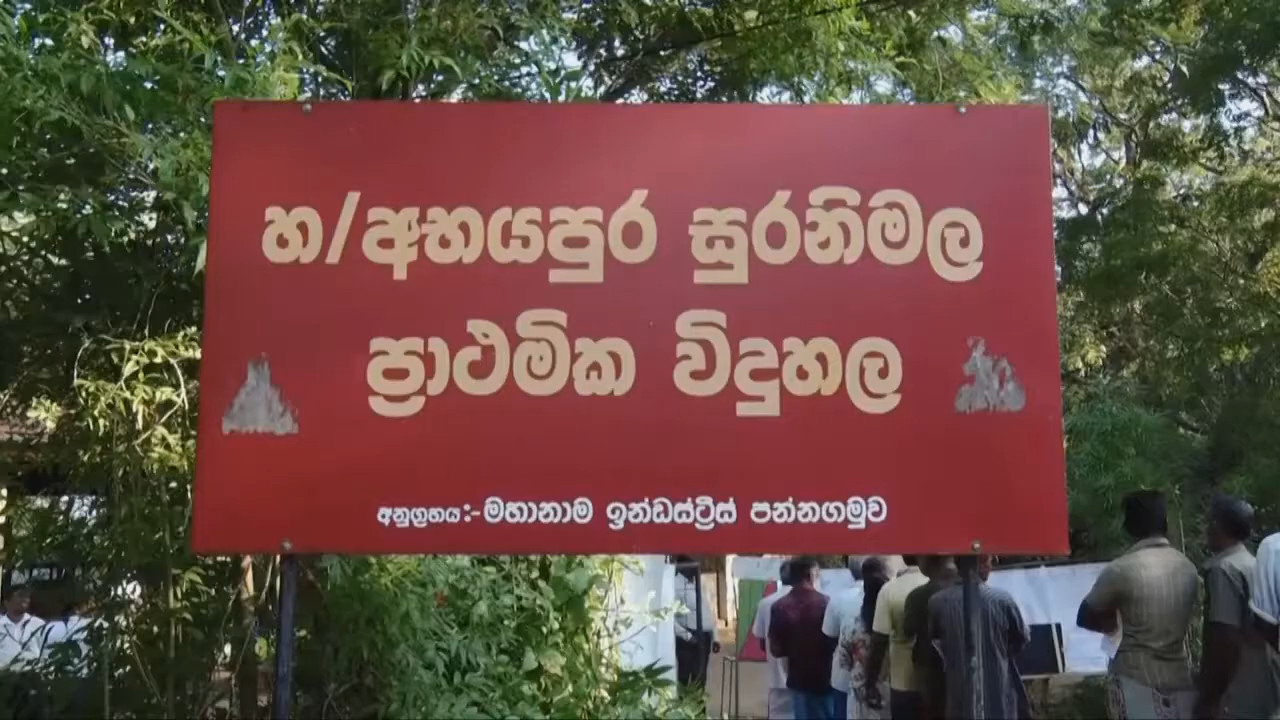 හ/අභයපුර සුරනිමල
ප්‍රාථමික විදුහල
අනුග්‍රහය:-මහානාම ඉන්ඩස්ට්‍රිස් පන්නගමුව